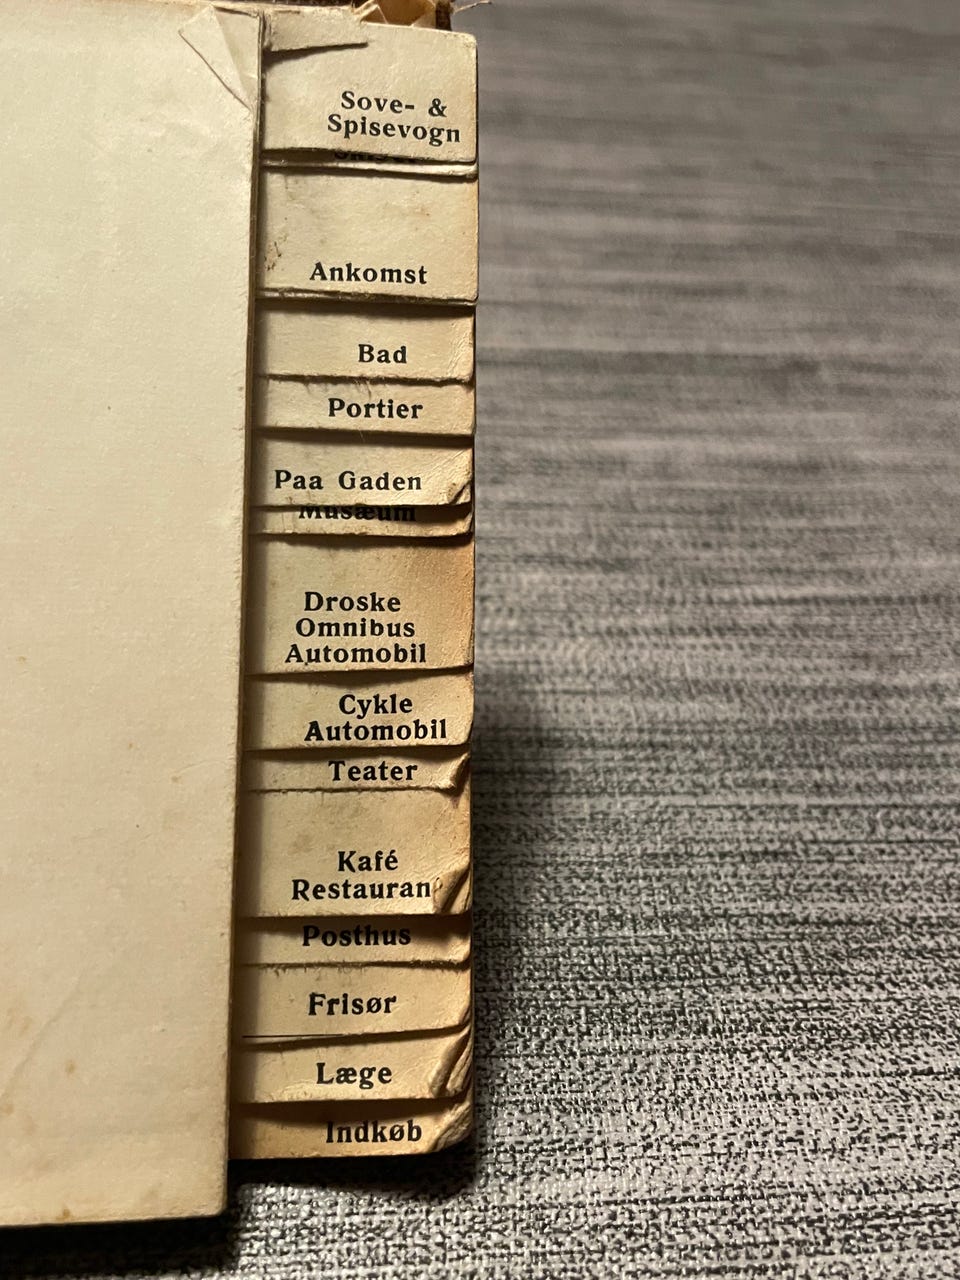 Sove- &
Spisevogn
Ankomst
Bad
Portier
Paa Gaden
Musæum
Droske
Omnibus
Automobil
Cykle
Automobil
Teater
Kafé
Restauran
Posthus
Frisør
Læge
Indkøb